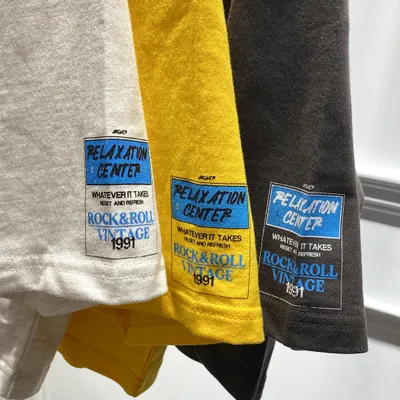 RELAXATION
CENTER
WHATEVER IT TAKES
RESET AND REFRESH
ROCK&ROLL
VINTAGE
1991
RELAXATION
CENTER
WHATEVER IT TAKES
RESET AND REFRESH
ROCK&ROLL
VINTAGE
1991
RELAXATION
CENTER
WHATEVER IT TAKES
RESET AND REFRESH
ROCK&ROLL
VINTAGE
1991